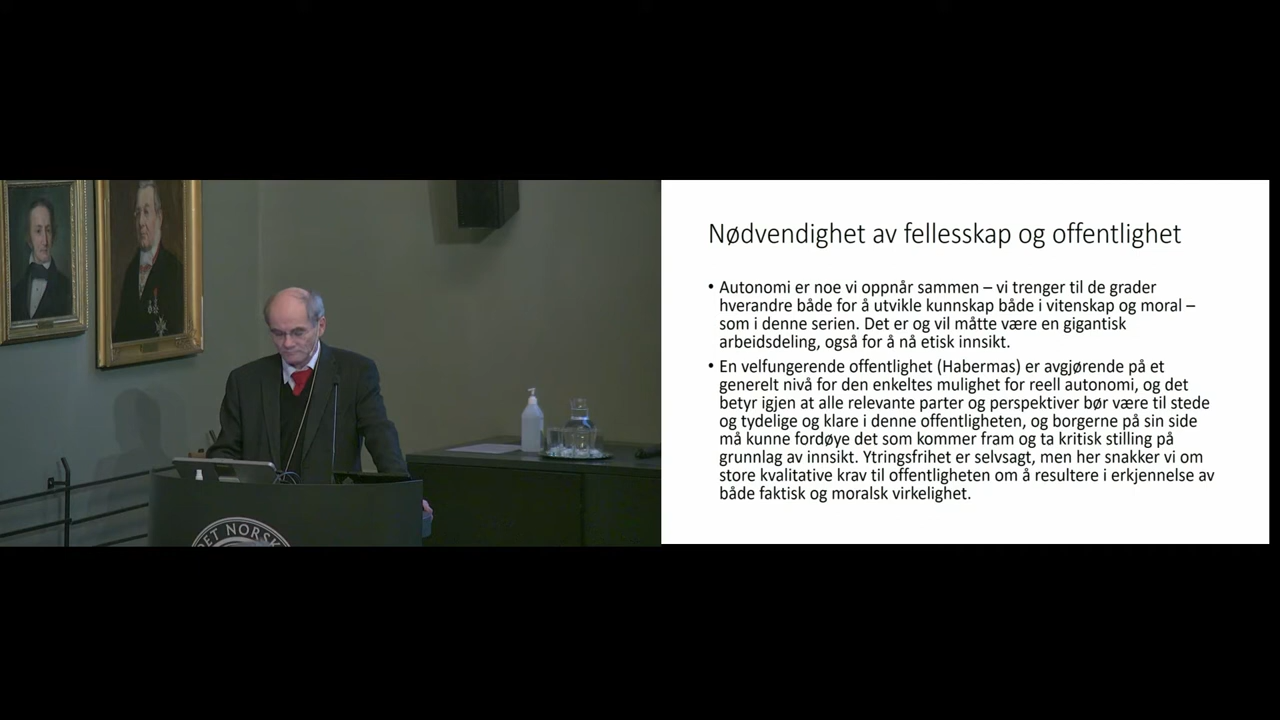 Nødvendighet av fellesskap og offentlighet
• Autonomi er noe vi oppnår sammen – vi trenger til de grader
hverandre både for å utvikle kunnskap både i vitenskap og moral –
som i denne serien. Det er og vil måtte være en gigantisk
arbeidsdeling, også for å nå etisk innsikt.
• En velfungerende offentlighet (Habermas) er avgjørende på et
generelt nivå for den enkeltes mulighet for reell autonomi, og det
betyr igjen at alle relevante parter og perspektiver bør være til stede
og tydelige og klare i denne offentligheten, og borgerne på sin side
må kunne fordøye det som kommer fram og ta kritisk stilling på
grunnlag av innsikt. Ytringsfrihet er selvsagt, men her snakker vi om
store kvalitative krav til offentligheten om å resultere i erkjennelse av
både faktisk og moralsk virkelighet.
ET NORSK